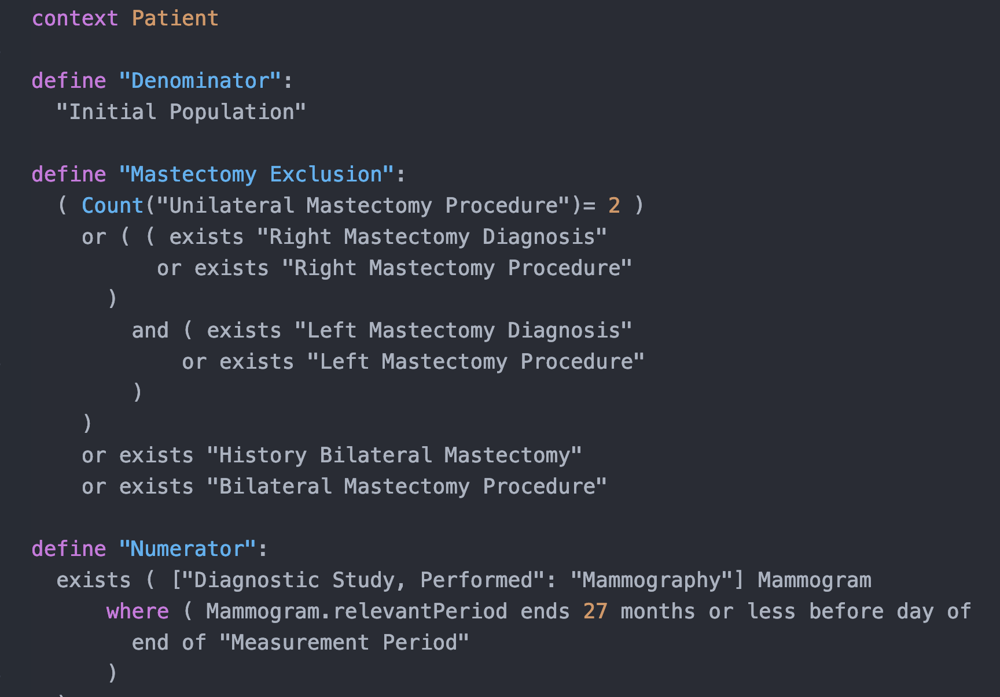 context Patient
define "Denominator":
"Initial Population"
define "Mastectomy Exclusion":
( Count("Unilateral Mastectomy Procedure")= 2 )
or ( ( exists "Right Mastectomy Diagnosis"
or exists "Right Mastectomy Procedure"
)
and ( exists "Left Mastectomy Diagnosis"
or exists "Left Mastectomy Procedure"
)
)
or exists "History Bilateral Mastectomy"
or exists "Bilateral Mastectomy Procedure"
define "Numerator":
exists ( ["Diagnostic Study, Performed": "Mammography"] Mammogram
where ( Mammogram.relevantPeriod ends 27 months or less before day of
end of "Measurement Period"
)